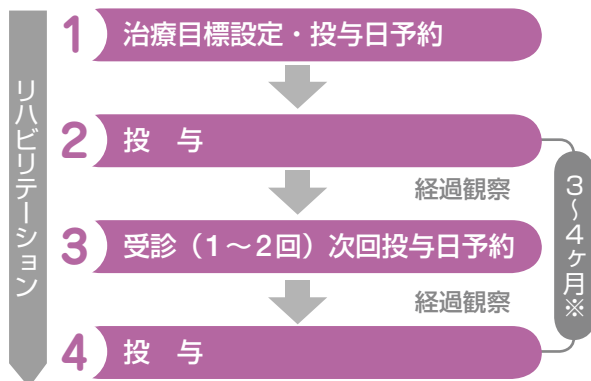 リハビリテーション
1 治療目標設定・投与日予約
2 投　与
経過観察
3 受診（1～2回）次回投与日予約
経過観察
4 投　与
3～4ヶ月※